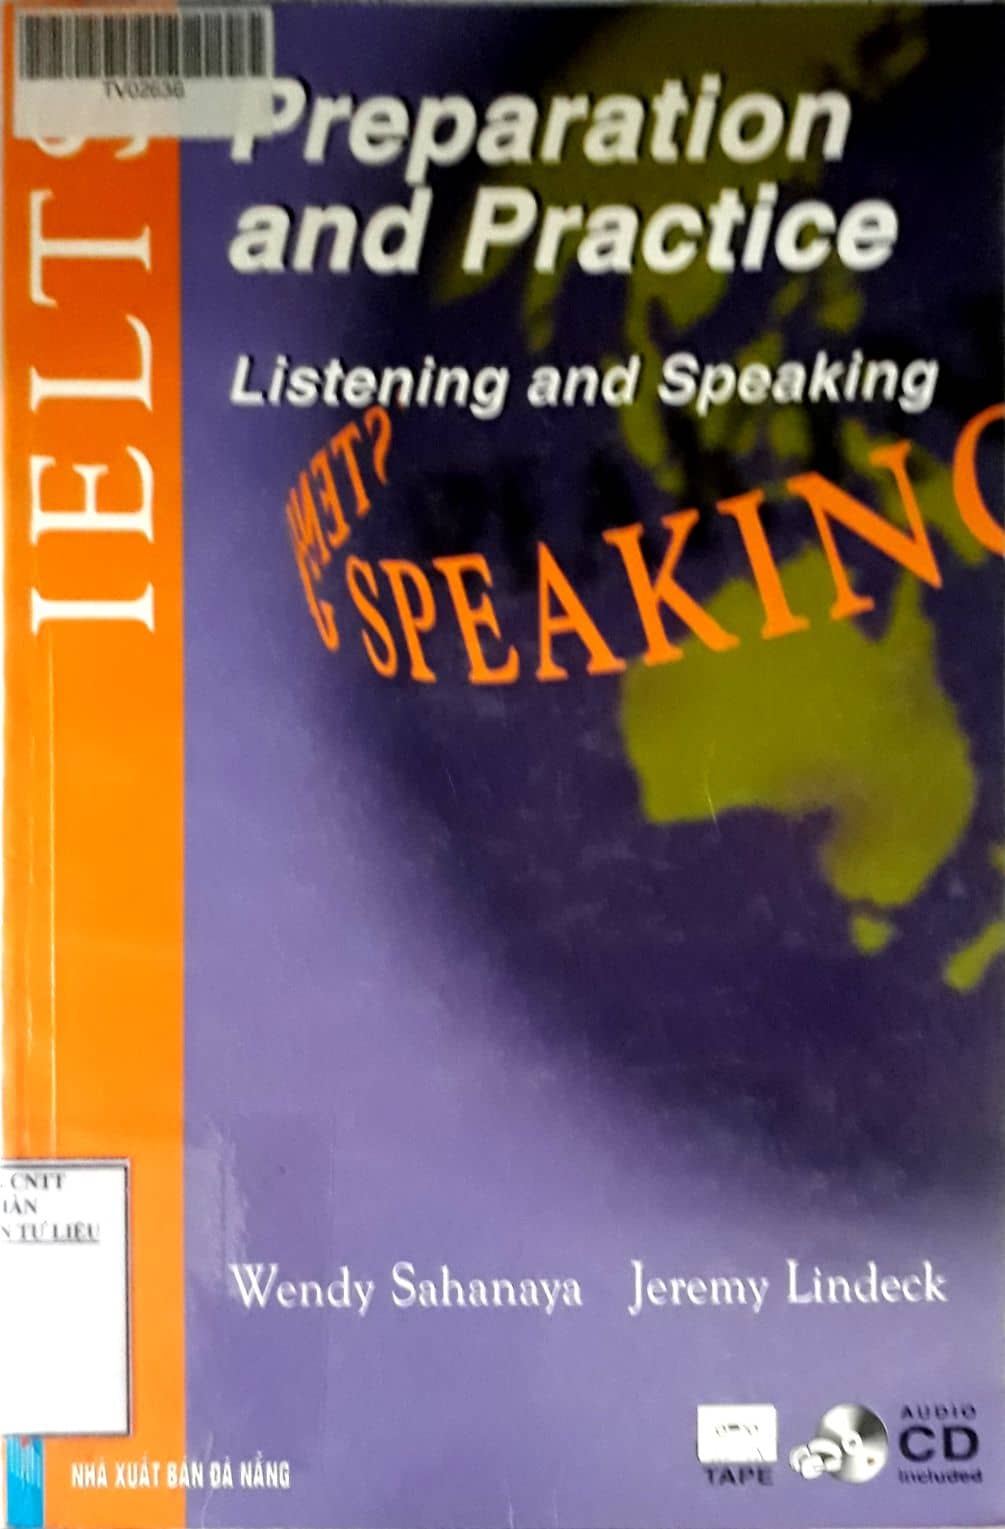 TV02636
IELTS
Preparation
and Practice
Listening and Speaking
SPEAKING
Wendy Sahanaya Jeremy Lindeck
CNTT
N TƯ LIỆU
NHÀ XUẤT BẢN ĐÀ NẴNG
TAPE
AUDIO
CD
Included